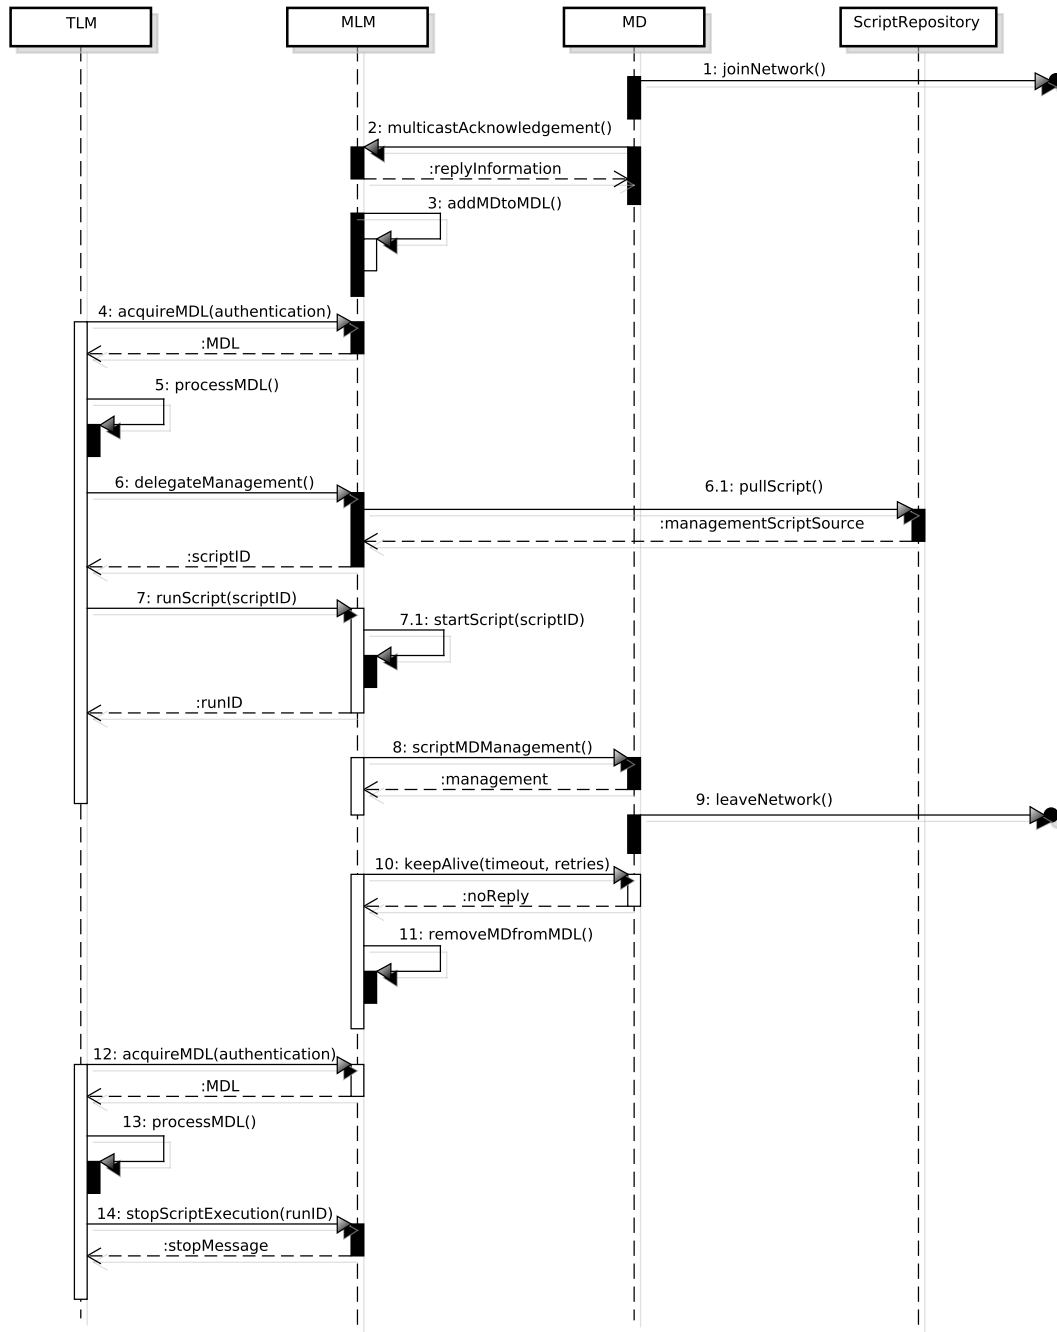 TLM
MLM
MD
ScriptRepository
1: joinNetwork()
2: multicastAcknowledgement()
:replyInformation
3: addMDtoMDL()
4: acquireMDL(authentication)
:MDL
5: processMDL()
6: delegateManagement()
6.1: pullScript()
:managementScriptSource
:scriptID
7: runScript(scriptID)
7.1: startScript(scriptID)
:runID
8: scriptMDManagement()
:management
9: leaveNetwork()
10: keepAlive(timeout, retries)
:noReply
11: removeMDfromMDL()
12: acquireMDL(authentication)
:MDL
13: processMDL()
14: stopScriptExecution(runID)
:stopMessage